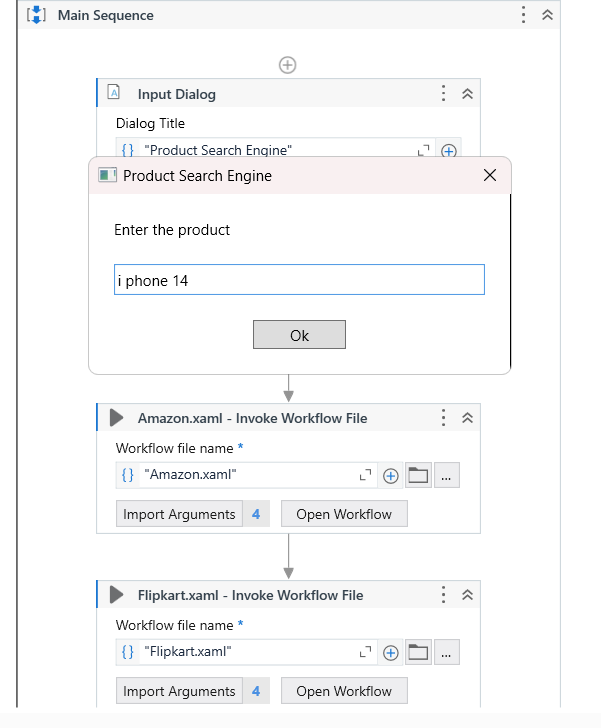 Main Sequence
Input Dialog
Dialog Title
{} "Product Search Engine"
Product Search Engine
Enter the product
i phone 14
Ok
Amazon.xaml - Invoke Workflow File
Workflow file name *
{} "Amazon.xaml"
...
Import Arguments 4 Open Workflow
Flipkart.xaml - Invoke Workflow File
Workflow file name *
{} "Flipkart.xaml"
...
Import Arguments 4 Open Workflow